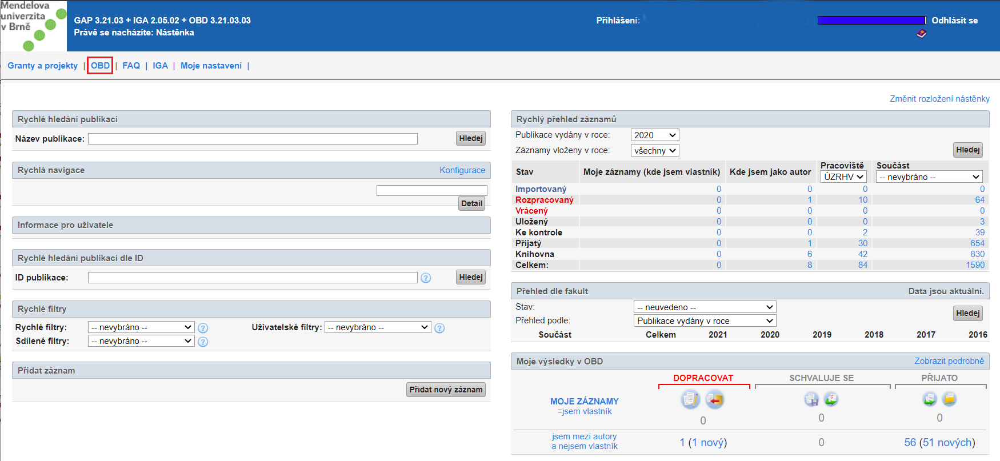 Mendelova
univerzita
v Brně
GAP 3.21.03 + IGA 2.05.02 + OBD 3.21.03.03
Právě se nacházíte: Nástěnka
Přihlášení:
Odhlásit se
Granty a projekty | OBD | FAQ | IGA | Moje nastavení |
Změnit rozložení nástěnky
Rychlé hledání publikací
Název publikace: Hledej
Rychlá navigace Konfigurace
Detail
Informace pro uživatele
Rychlé hledání publikací dle ID
ID publikace: ? Hledej
Rychlé filtry
Rychlé filtry: -- nevybráno -- ? Uživatelské filtry: -- nevybráno -- ?
Sdílené filtry: -- nevybráno -- ?
Přidat záznam
Přidat nový záznam
Rychlý přehled záznamů
Publikace vydány v roce: 2020
Záznamy vloženy v roce: všechny Hledej
Stav Moje záznamy (kde jsem vlastník) Kde jsem jako autor Pracoviště ÚZRHV Součást -- nevybráno --
Importovaný 0 0 0 0
Rozpracovaný 0 1 10 64
Vrácený 0 0 0 0
Uložený 0 0 0 3
Ke kontrole 0 0 2 39
Přijatý 0 1 30 654
Knihovna 0 6 42 830
Celkem: 0 8 84 1590
Přehled dle fakult Data jsou aktuální.
Stav: -- neuvedeno --
Přehled podle: Publikace vydány v roce Hledej
Součást Celkem 2021 2020 2019 2018 2017 2016
Moje výsledky v OBD Zobrazit podrobně
DOPRACOVAT SCHVALUJE SE PŘIJATO
MOJE ZÁZNAMY
=jsem vlastník
0 0 0
jsem mezi autory
a nejsem vlastník
1 (1 nový) 0 56 (51 nových)